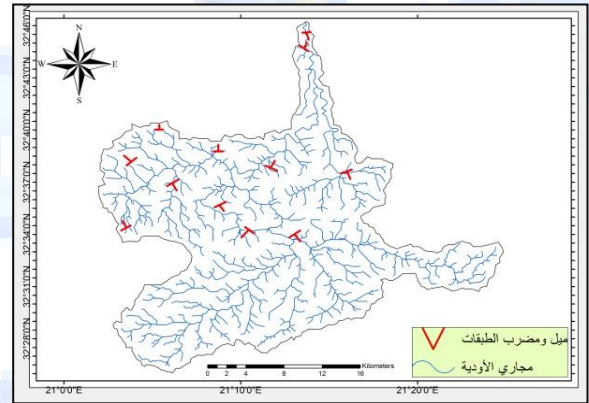 N
W E
S
32°46'0"N
32°43'0"N
32°40'0"N
32°37'0"N
32°34'0"N
32°31'0"N
32°28'0"N
ميل ومضرب الطبقات
مجاري الأودية
Kilometers
0 2 4 8 12 16
21°0'0"E 21°10'0"E 21°20'0"E